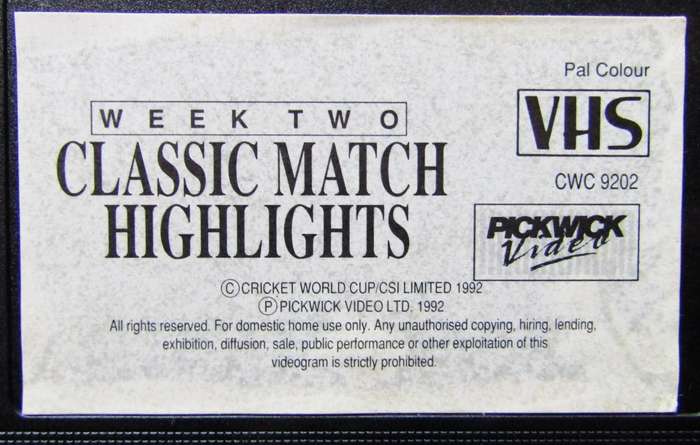 WEEK TWO
CLASSIC MATCH
HIGHLIGHTS
Pal Colour
VHS
CWC 9202
PICKWICK
Video
©CRICKET WORLD CUP/CSI LIMITED 1992
ⓅPICKWICK VIDEO LTD. 1992
All rights reserved. For domestic home use only. Any unauthorised copying, hiring, lending,
exhibition, diffusion, sale, public performance or other exploitation of this
videogram is strictly prohibited.